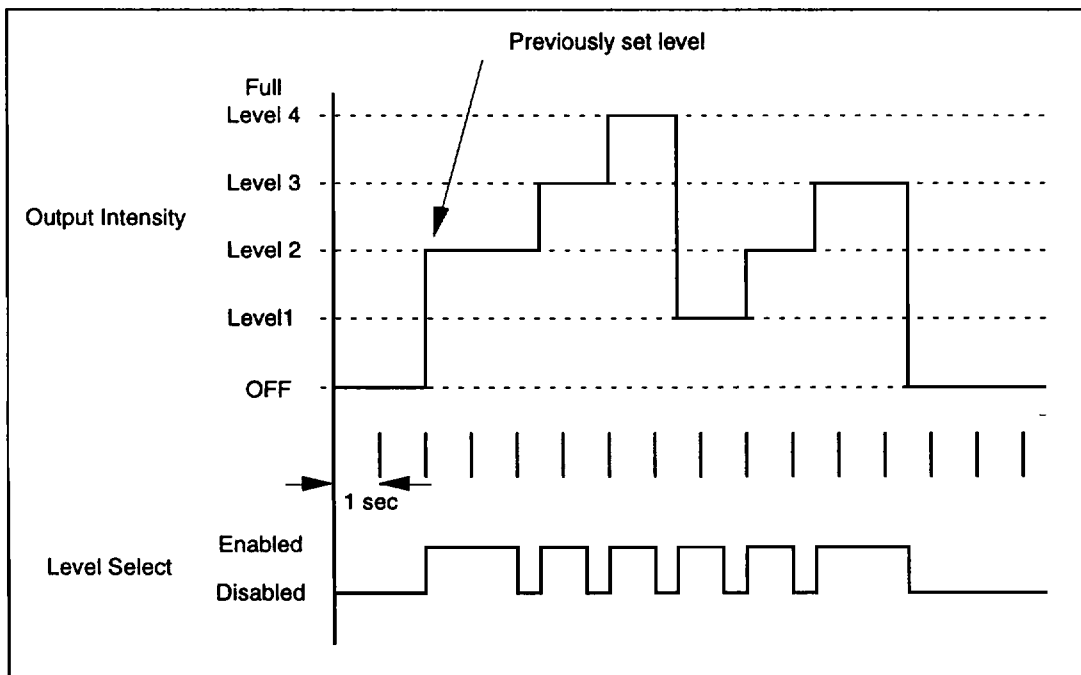 Previously set level
Full
Level 4
Level 3
Output Intensity
Level 2
Level1
OFF
1 sec
Enabled
Level Select
Disabled